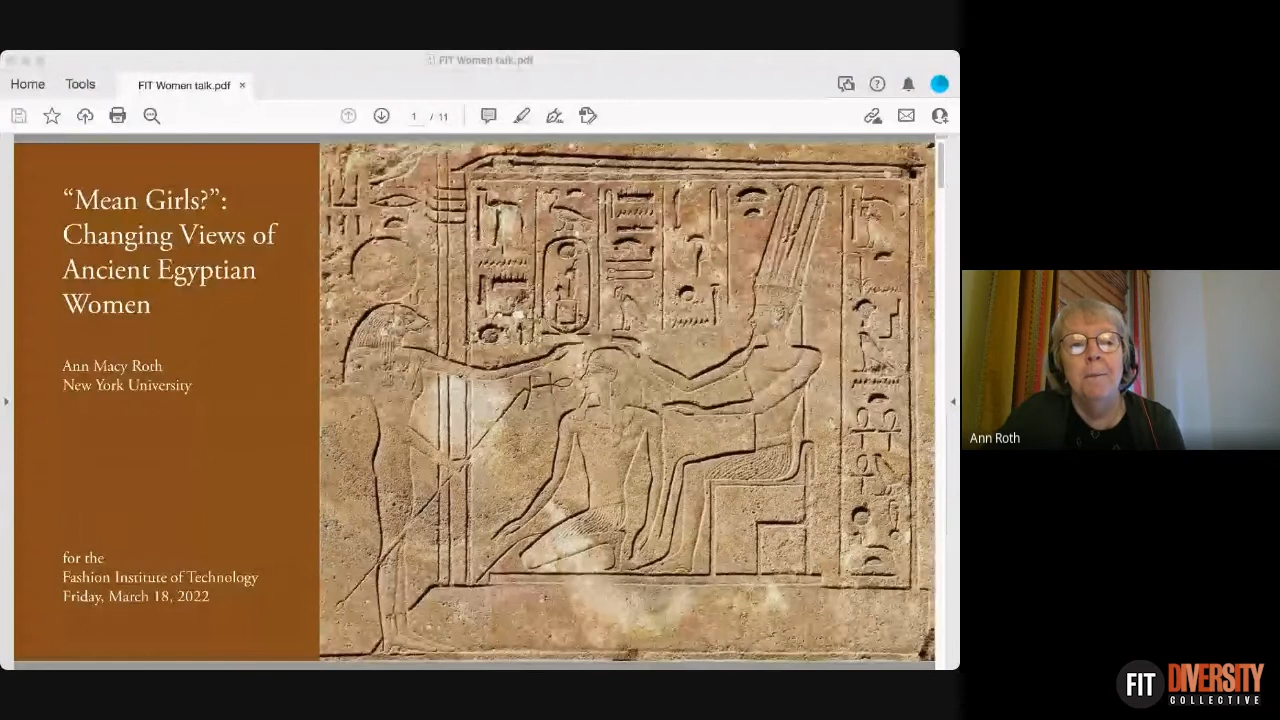 FIT Women talk.pdf
Home
Tools
FIT Women talk.pdf ×
1 / 11
“Mean Girls?”:
Changing Views of
Ancient Egyptian
Women
Ann Macy Roth
New York University
for the
Fashion Institute of Technology
Friday, March 18, 2022
Ann Roth
FIT DIVERSITY
COLLECTIVE